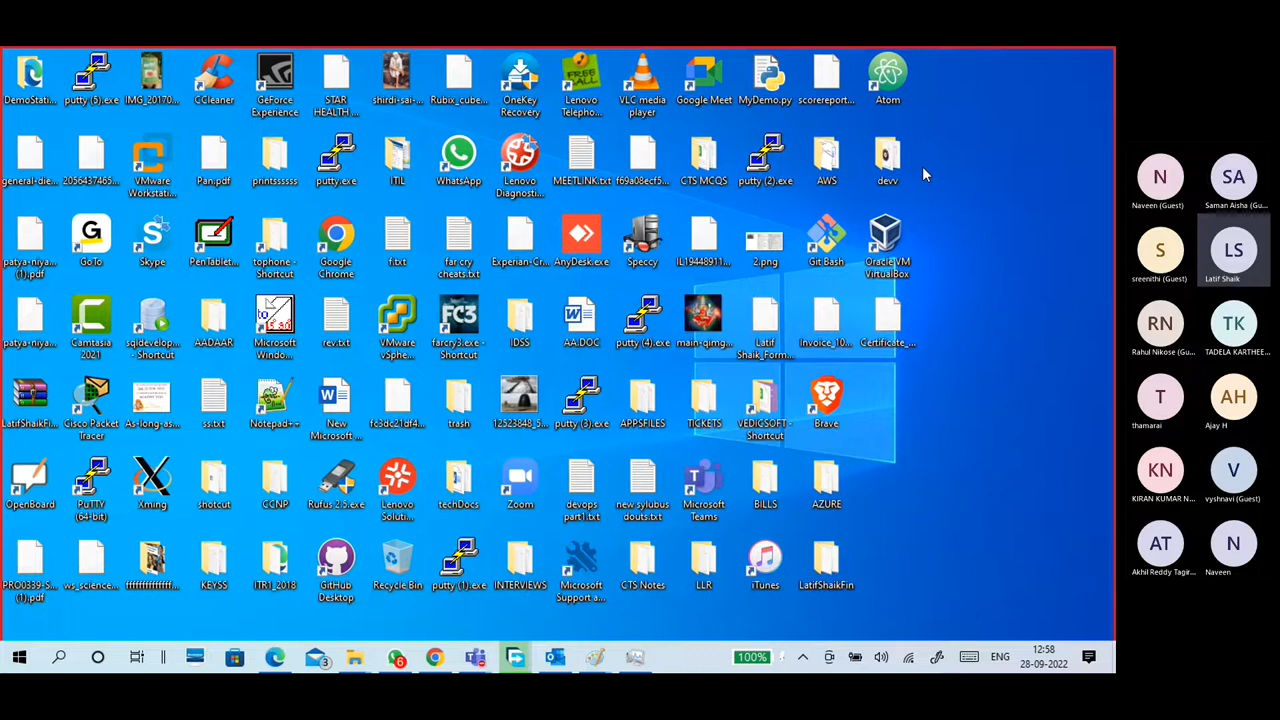 DemoStati...
putty (5).exe
IMG_20170...
CCleaner
GeForce
Experience
STAR
HEALTH ...
shirdi-sai-...
Rubix_cube...
OneKey
Recovery
FREE
CALL
Lenovo
Telepho...
VLC media
player
Google Meet
MyDemo.py
scorereport...
Atom
general-die...
2056437465...
VMware
Workstati...
Pan.pdf
printssssss
putty.exe
ITIL
WhatsApp
Lenovo
Diagnosti...
MEETLINK.txt
f69a08ecf5...
CTS MCQS
putty (2).exe
AWS
devv
patya-niya...
(1).pdf
G
GoTo
S
Skype
PenTablet...
tophone -
Shortcut
Google
Chrome
f.txt
far cry
cheats.txt
Experian-Cr...
AnyDesk.exe
Speccy
IL19448911...
2.png
Git Bash
Oracle VM
VirtualBox
patya-niya...
Camtasia
2021
sqldevelop...
- Shortcut
AADAAR
Microsoft
Windo...
rev.txt
VMware
vSphe...
FC3
farcry3.exe -
Shortcut
IDSS
W
AA.DOC
putty (4).exe
main-qimg...
Latif
Shaik_Form...
invoice_10...
Certificate_...
LatifShaikFi...
Cisco Packet
Tracer
As-long-as...
ss.txt
Notepad++
W
New
Microsoft ...
fc3dc21df4...
trash
12523848_5...
putty (3).exe
APPSFILES
TICKETS
VEDICSOFT -
Shortcut
Brave
OpenBoard
PuTTY
(64-bit)
Xming
shotcut
CCNP
Rufus 2.5.exe
Lenovo
Soluti...
techDocs
Zoom
devops
part1.txt
new sylubus
douts.txt
Microsoft
Teams
BILLS
AZURE
PRO0339-5...
(1).pdf
ws_science...
ffffffffffffff...
KEYSS
ITR1_2018
GitHub
Desktop
Recycle Bin
putty (1).exe
INTERVIEWS
Microsoft
Support a...
CTS Notes
LLR
iTunes
LatifShaikFin
3
6
100%
ENG
12:58
28-09-2022
N
Naveen (Guest)
SA
Saman Aisha (Gu...
S
sreenithi (Guest)
LS
Latif Shaik
RN
Rahul Nikose (Gu...
TK
TADELA KARTHEE...
T
thamarai
AH
Ajay H
KN
KIRAN KUMAR N...
V
vyshnavi (Guest)
AT
Akhil Reddy Tagir...
N
Naveen